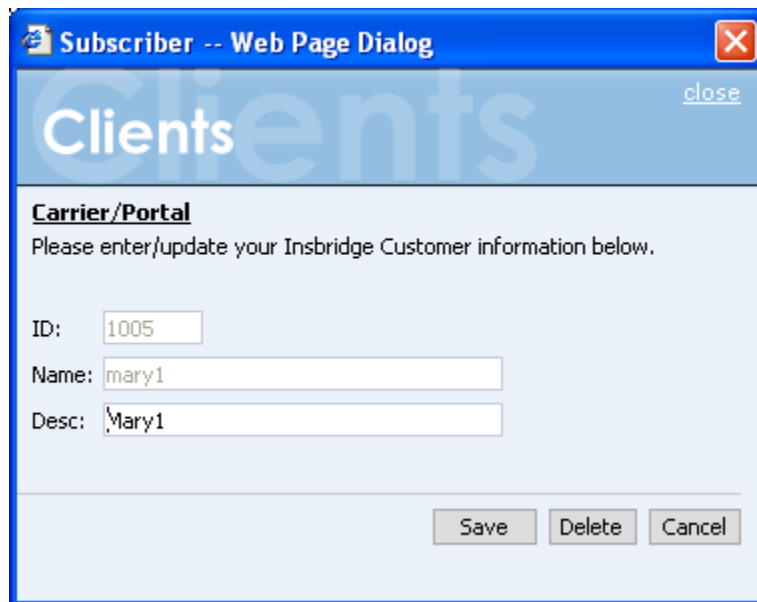 Subscriber -- Web Page Dialog
close
Clients
Clients
Carrier/Portal
Please enter/update your Insbridge Customer information below.
ID: 1005
Name: mary1
Desc: Mary1
Save Delete Cancel